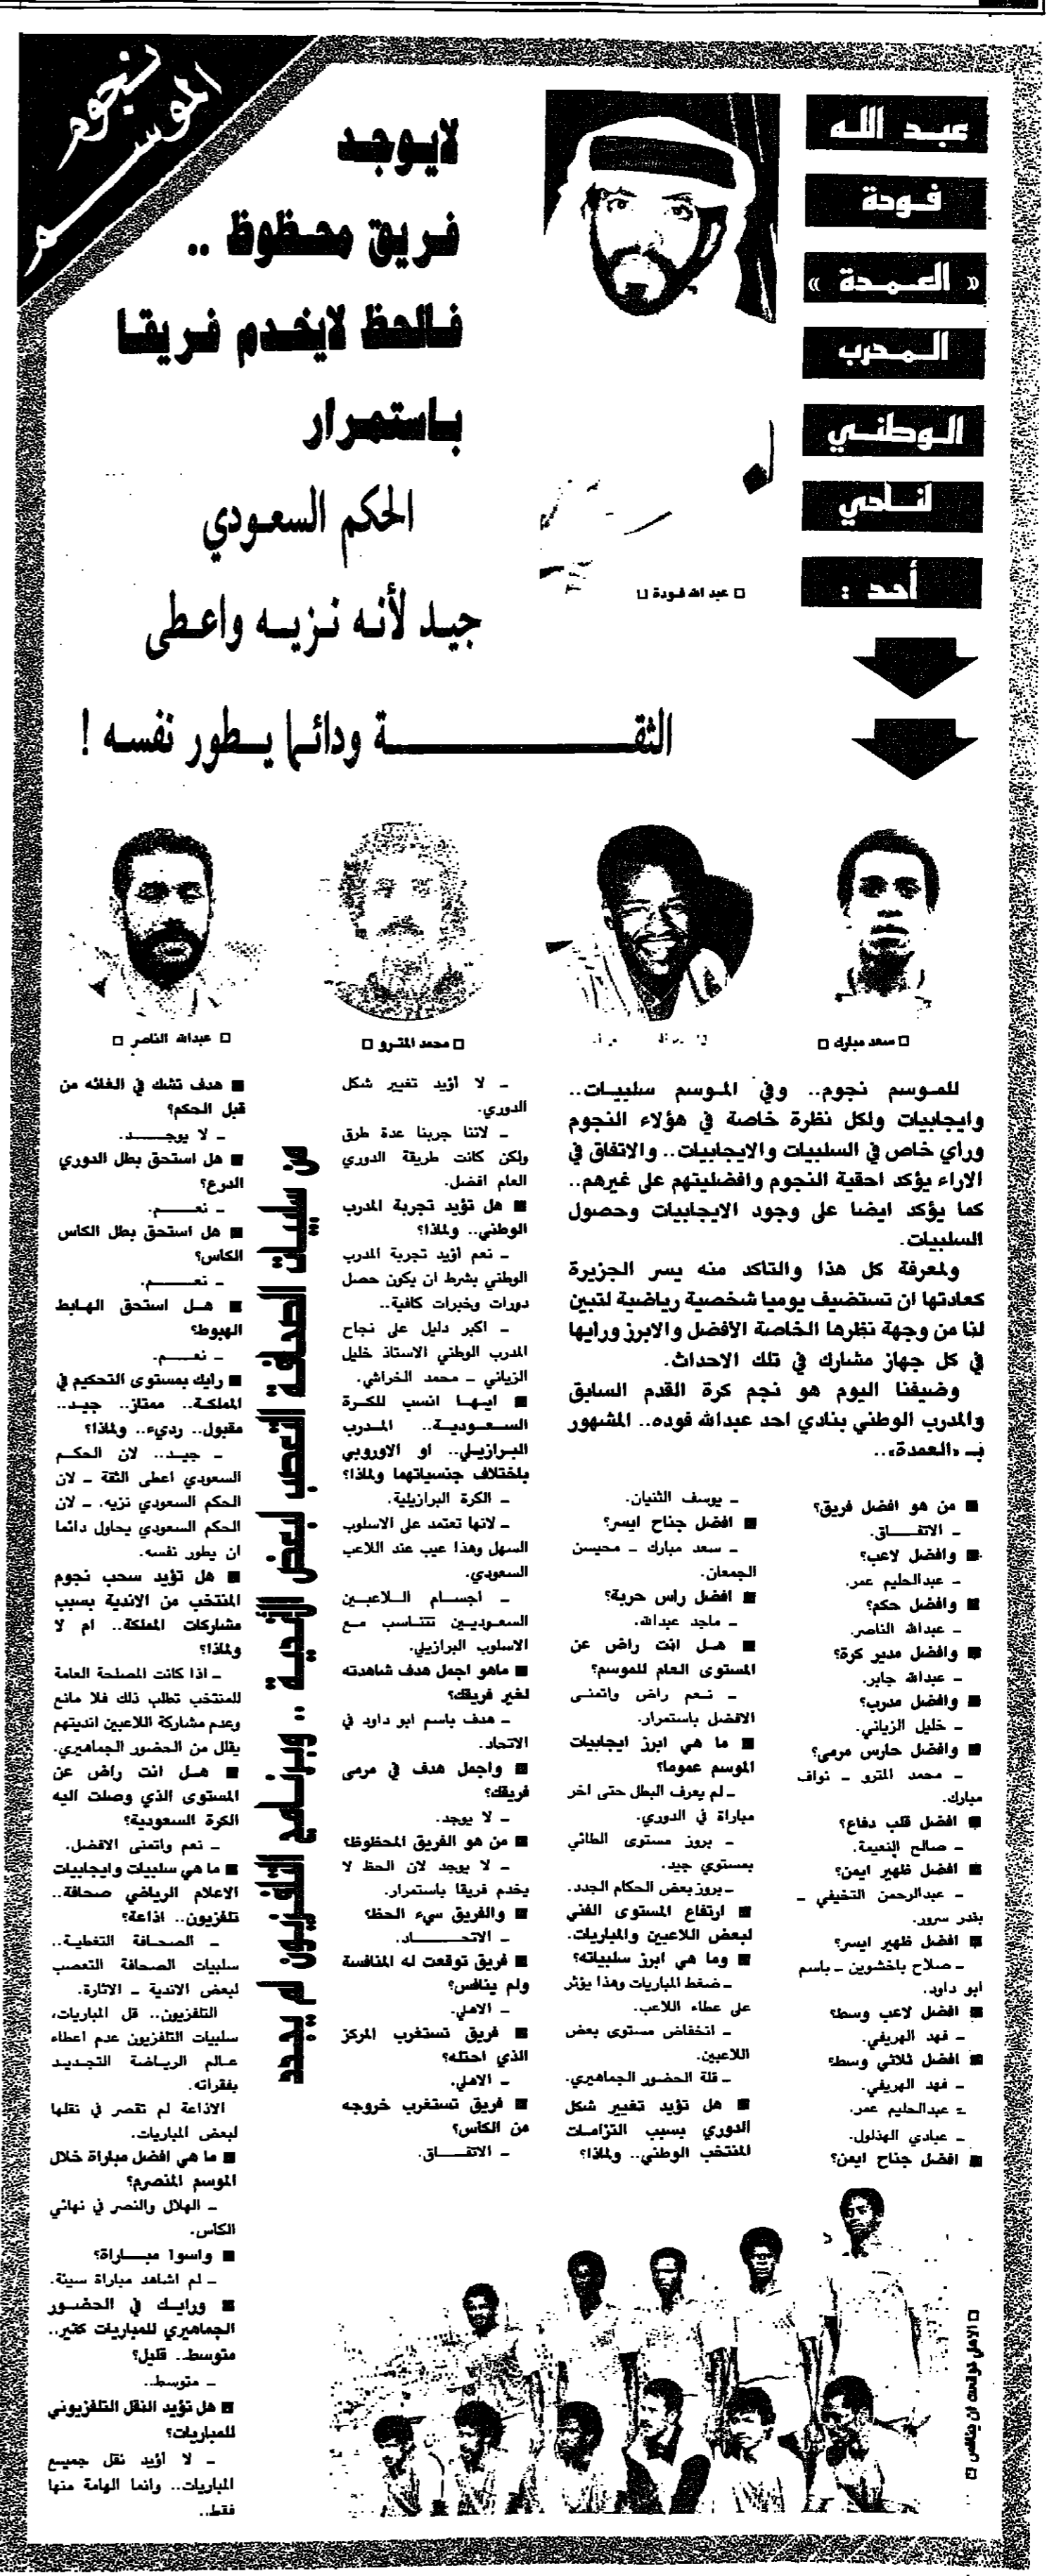 نجوم
الموسم
عبد الله
فودة
« العمدة »
المدرب
الوطني
لنادي
أحد :
لايوجد
فريق محظوظ ..
فالحظ لايخدم فريقا
باستمرار
الحكم السعودي
جيد لأنه نزيه واعطى
الثقة ودائما يطور نفسه !
□ عبد الله فودة □
□ سعد مبارك □
□ محمد المترو □
□ عبدالله الناصر □
للموسم نجوم.. وفي الموسم سلبيات..
وايجابيات ولكل نظرة خاصة في هؤلاء النجوم
وراي خاص في السلبيات والايجابيات.. والاتفاق في
الاراء يؤكد احقية النجوم وافضليتهم على غيرهم..
كما يؤكد ايضا على وجود الايجابيات وحصول
السلبيات.
ولمعرفة كل هذا والتاكد منه يسر الجزيرة
كعادتها ان تستضيف يوميا شخصية رياضية لتبين
لنا من وجهة نظرها الخاصة الافضل والابرز ورايها
في كل جهاز مشارك في تلك الاحداث.
وضيفنا اليوم هو نجم كرة القدم السابق
والمدرب الوطني بنادي احد عبدالله فوده.. المشهور
بـ «العمدة»..
■ من هو افضل فريق؟
ـ الاتفاق.
■ وافضل لاعب؟
ـ عبدالحليم عمر.
■ وافضل حكم؟
ـ عبدالله الناصر.
■ وافضل مدير كرة؟
ـ عبدالله جابر.
■ وافضل مدرب؟
ـ خليل الزياني.
■ وافضل حارس مرمى؟
ـ محمد المترو ـ نواف
مبارك.
■ افضل قلب دفاع؟
ـ صالح النعيمة.
■ افضل ظهير ايمن؟
ـ عبدالرحمن التخيفي ـ
بندر سرور.
■ افضل ظهير ايسر؟
ـ صلاح باخشوين ـ باسم
ابو داود.
■ افضل لاعب وسط؟
ـ فهد الهريفي.
■ افضل ثلاثي وسط؟
ـ فهد الهريفي.
ـ عبدالحليم عمر.
ـ عبادي الهذلول.
■ افضل جناح ايمن؟
ـ يوسف الثنيان.
■ افضل جناح ايسر؟
ـ سعد مبارك ـ محيسن
الجمعان.
■ افضل راس حربة؟
ـ ماجد عبدالله.
■ هل انت راض عن
المستوى العام للموسم؟
ـ نعم راض واتمنى
الافضل باستمرار.
■ ما هي ابرز ايجابيات
الموسم عموما؟
ـ لم يعرف البطل حتى اخر
مباراة في الدوري.
ـ بروز مستوى الطائي
بمستوي جيد.
ـ بروز بعض الحكام الجدد.
■ ارتفاع المستوى الفني
لبعض اللاعبين والمباريات.
■ وما هي ابرز سلبياته؟
ـ ضغط المباريات وهذا يؤثر
على عطاء اللاعب.
ـ انخفاض مستوى بعض
اللاعبين.
ـ قلة الحضور الجماهيري.
■ هل تؤيد تغيير شكل
الدوري بسبب التزامات
المنتخب الوطني.. ولماذا؟
ـ لا أؤيد تغيير شكل
الدوري.
ـ لاننا جربنا عدة طرق
ولكن كانت طريقة الدوري
العام افضل.
■ هل تؤيد تجربة المدرب
الوطني.. ولماذا؟
ـ نعم أؤيد تجربة المدرب
الوطني بشرط ان يكون حصل
دورات وخبرات كافية..
ـ اكبر دليل على نجاح
المدرب الوطني الاستاذ خليل
الزياني ـ محمد الخراشي.
■ ايهما انسب للكرة
السعودية.. المدرب
البرازيلي.. او الاوروبي
باختلاف جنسياتهما ولماذا؟
ـ الكرة البرازيلية.
ـ لانها تعتمد على الاسلوب
السهل وهذا عيب عند اللاعب
السعودي.
ـ اجسام اللاعبين
السعوديين تتناسب مع
الاسلوب البرازيلي.
■ ماهو اجمل هدف شاهدته
لغير فريقك؟
ـ هدف باسم ابو داود في
الاتحاد.
■ واجمل هدف في مرمى
فريقك؟
ـ لا يوجد.
■ من هو الفريق المحظوظ؟
ـ لا يوجد لان الحظ لا
يخدم فريقا باستمرار.
■ والفريق سيء الحظ؟
ـ الاتحاد.
■ فريق توقعت له المنافسة
ولم ينافس؟
ـ الاهلي.
■ فريق تستغرب المركز
الذي احتله؟
ـ الاهلي.
■ فريق تستغرب خروجه
من الكأس؟
ـ الاتفاق.
من سلبيات الصحافة التعصب لبعض الأندية .. وبرنامج التلفزيون لم يجدد
■ هدف تشك في الغائه من
قبل الحكم؟
ـ لا يوجد.
■ هل استحق بطل الدوري
الدرع؟
ـ نعم.
■ هل استحق بطل الكاس
الكاس؟
ـ نعم.
■ هل استحق الهابط
الهبوط؟
ـ نعم.
■ رايك بمستوى التحكيم في
المملكة.. ممتاز.. جيد..
مقبول.. رديء.. ولماذا؟
ـ جيد.. لان الحكم
السعودي اعطى الثقة ـ لان
الحكم السعودي نزيه. ـ لان
الحكم السعودي يحاول دائما
ان يطور نفسه.
■ هل تؤيد سحب نجوم
المنتخب من الاندية بسبب
مشاركات المملكة.. ام لا
ولماذا؟
ـ اذا كانت المصلحة العامة
للمنتخب تطلب ذلك فلا مانع
وعدم مشاركة اللاعبين انديتهم
يقلل من الحضور الجماهيري.
■ هل انت راض عن
المستوى الذي وصلت اليه
الكرة السعودية؟
ـ نعم واتمنى الافضل.
■ ما هي سلبيات وايجابيات
الاعلام الرياضي صحافة..
تلفزيون.. اذاعة؟
ـ الصحافة التغطية..
سلبيات الصحافة التعصب
لبعض الاندية ـ الاثارة.
التلفزيون.. قل المباريات،
سلبيات التلفزيون عدم اعطاء
عالم الرياضة التجديد
بفقراته.
الاذاعة لم تقصر في نقلها
لبعض المباريات.
■ ما هي افضل مباراة خلال
الموسم المنصرم؟
ـ الهلال والنصر في نهائي
الكاس.
■ واسوا مباراة؟
ـ لم اشاهد مباراة سيئة.
■ ورايك في الحضور
الجماهيري للمباريات كثير..
متوسط.. قليل؟
ـ متوسط..
■ هل تؤيد النقل التلفزيوني
للمباريات؟
ـ لا أؤيد نقل جميع
المباريات.. وانما الهامة منها
فقط..
□ الاهلي توقعت ان ينافس □